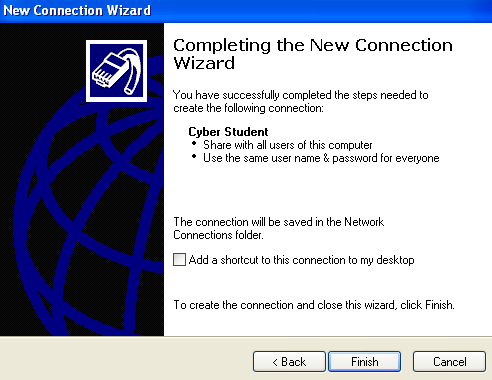 New Connection Wizard
Completing the New Connection
Wizard
You have successfully completed the steps needed to
create the following connection:
Cyber Student
• Share with all users of this computer
• Use the same user name & password for everyone
The connection will be saved in the Network
Connections folder.
Add a shortcut to this connection to my desktop
To create the connection and close this wizard, click Finish.
< Back
Finish
Cancel